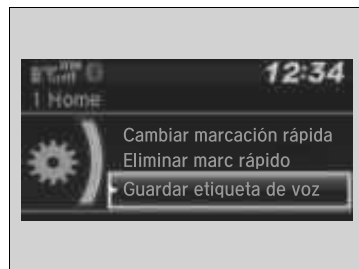 12:34
1 Home
Cambiar marcación rápida
Eliminar marc rápido
Guardar etiqueta de voz